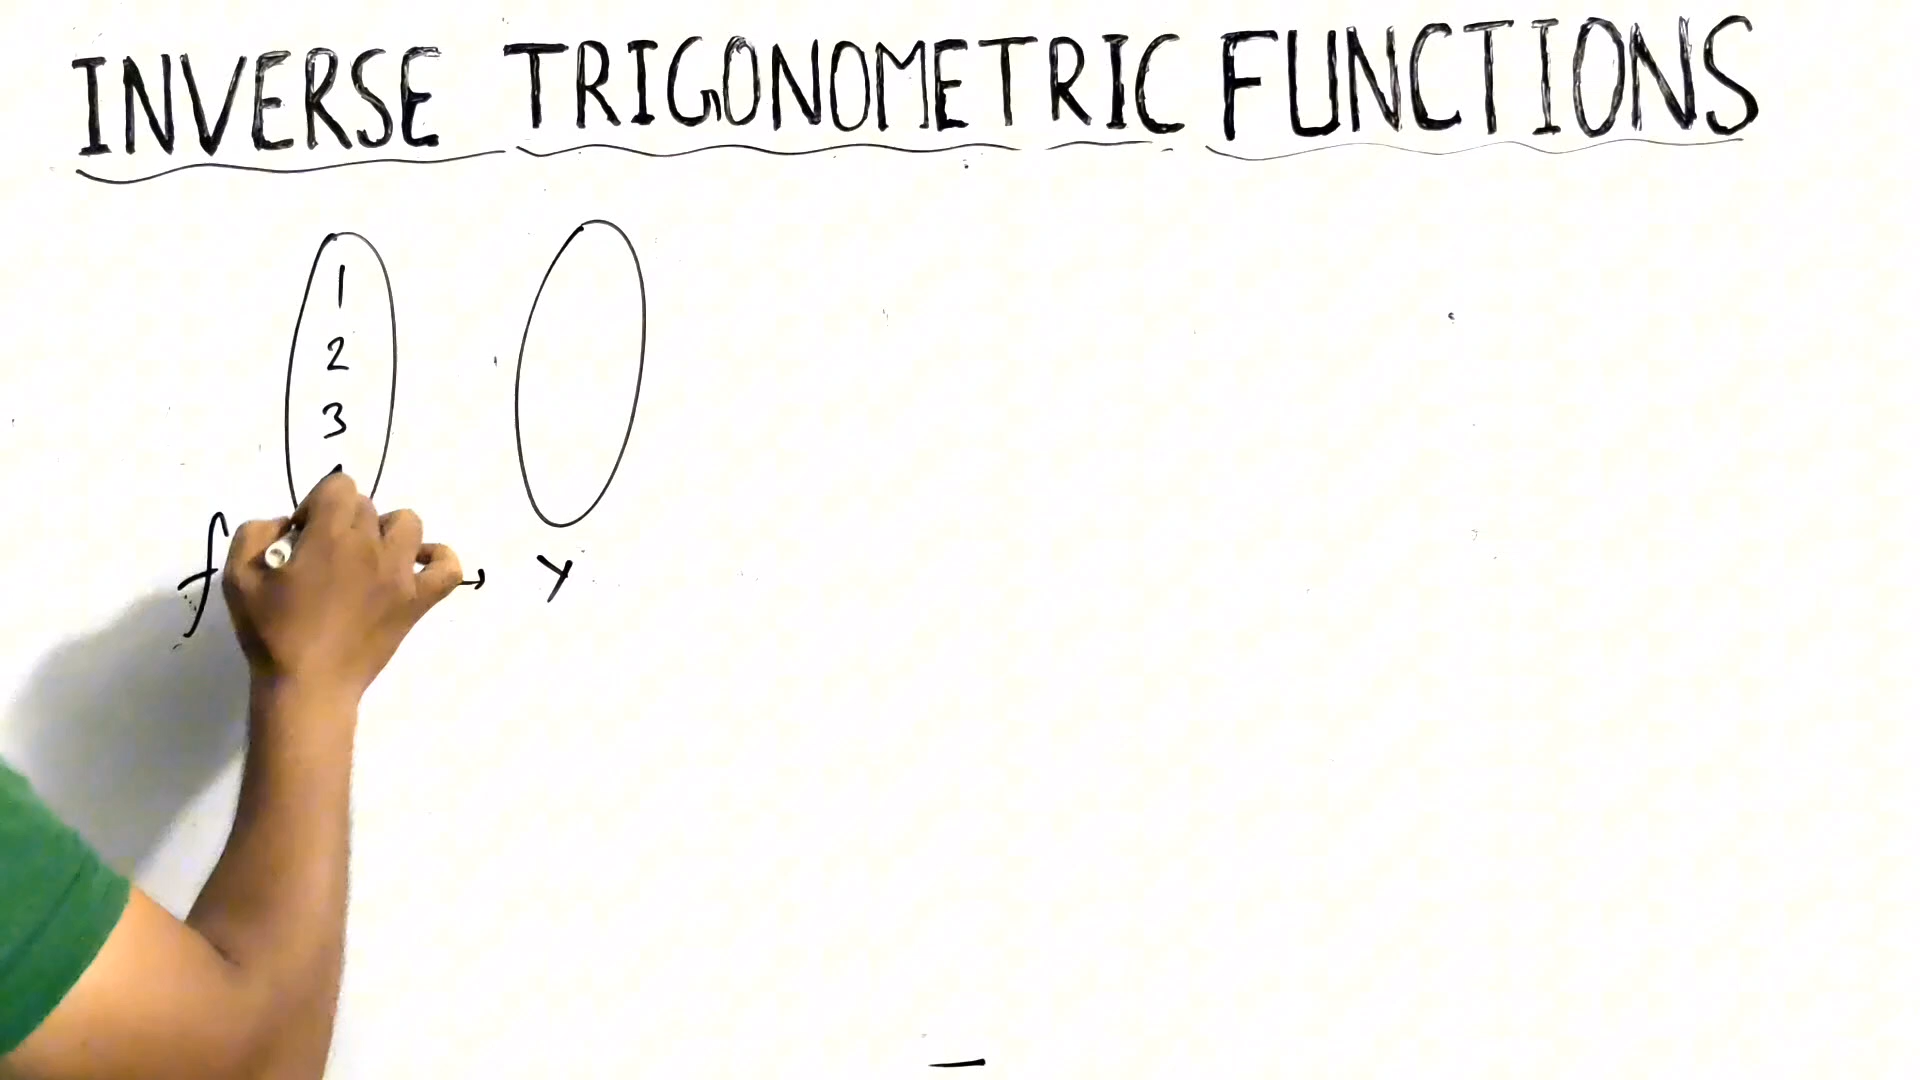 INVERSE TRIGONOMETRIC FUNCTIONS
1
2
3
f → Y